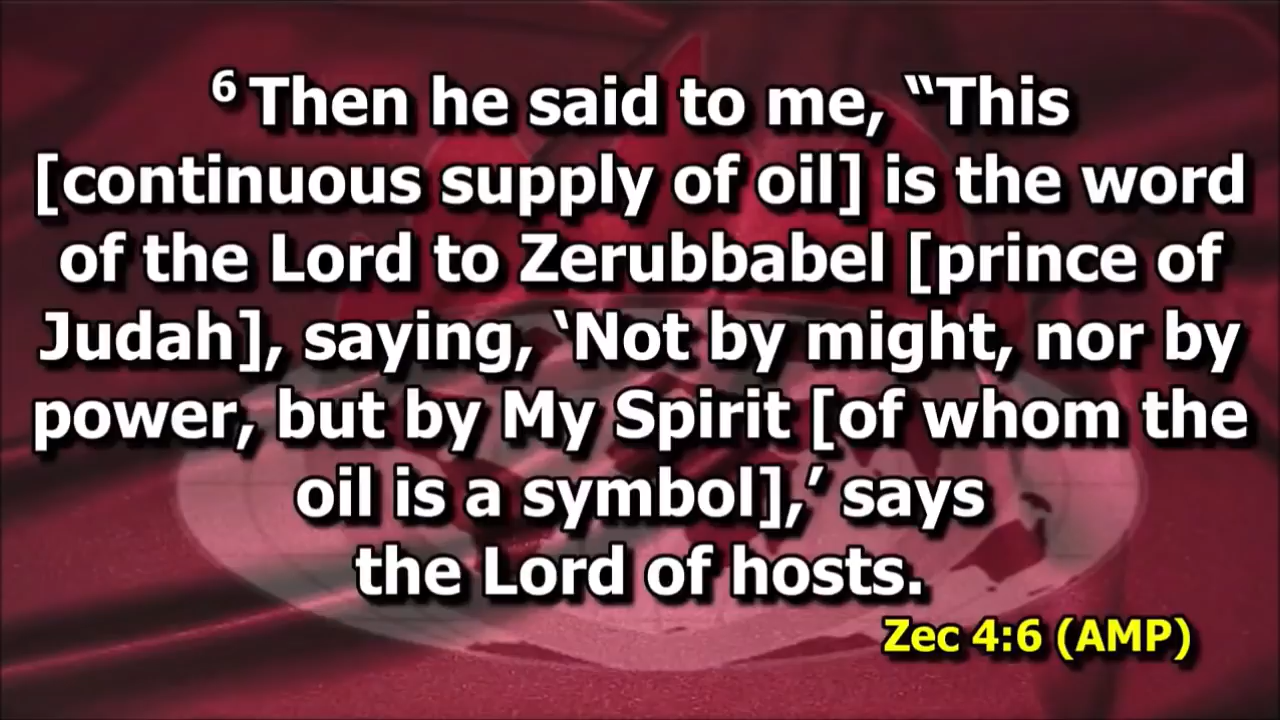 6 Then he said to me, “This
[continuous supply of oil] is the word
of the Lord to Zerubbabel [prince of
Judah], saying, ‘Not by might, nor by
power, but by My Spirit [of whom the
oil is a symbol],’ says
the Lord of hosts.
Zec 4:6 (AMP)